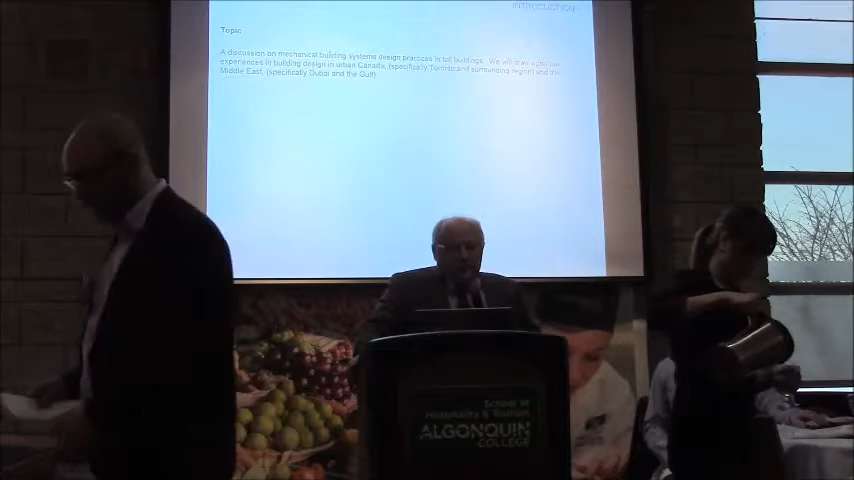 INTRODUCTION
Topic
A discussion on mechanical building systems design practices in tall buildings. We will draw upon our
experiences in building design in urban Canada, (specifically Toronto and surrounding region) and the
Middle East, (specifically Dubai and the Gulf)
School of
Hospitality & Tourism
ALGONQUIN
COLLEGE